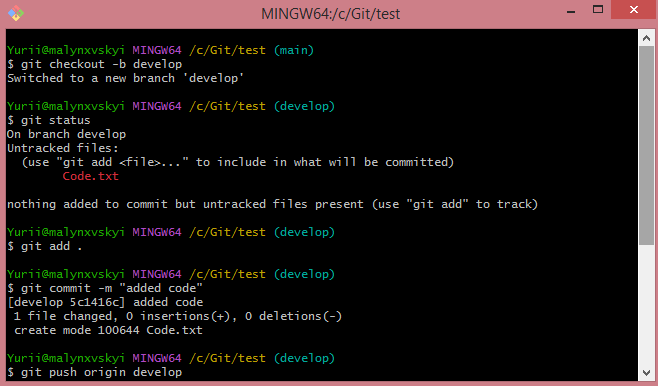 MINGW64:/c/Git/test
Yurii@malynxvskyi MINGW64 /c/Git/test (main)
$ git checkout -b develop
Switched to a new branch 'develop'
Yurii@malynxvskyi MINGW64 /c/Git/test (develop)
$ git status
On branch develop
Untracked files:
  (use "git add <file>..." to include in what will be committed)
        Code.txt
nothing added to commit but untracked files present (use "git add" to track)
Yurii@malynxvskyi MINGW64 /c/Git/test (develop)
$ git add .
Yurii@malynxvskyi MINGW64 /c/Git/test (develop)
$ git commit -m "added code"
[develop 5c1416c] added code
 1 file changed, 0 insertions(+), 0 deletions(-)
 create mode 100644 Code.txt
Yurii@malynxvskyi MINGW64 /c/Git/test (develop)
$ git push origin develop